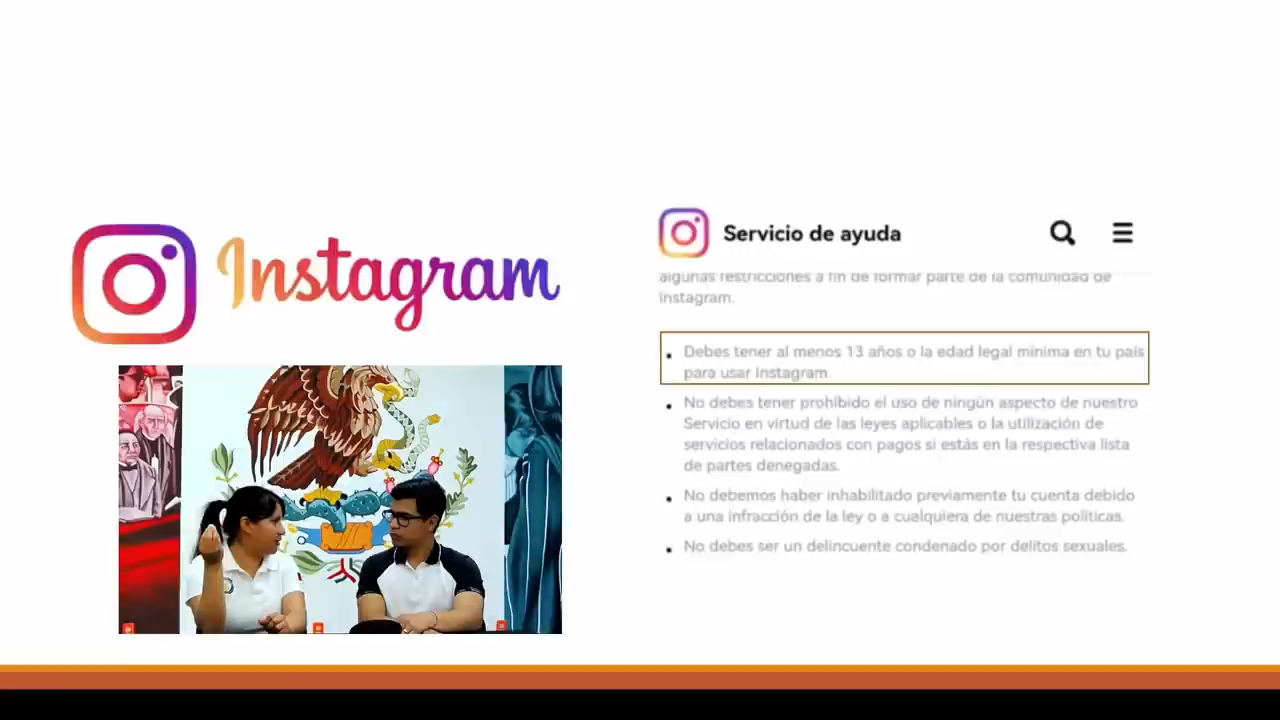 Instagram
Servicio de ayuda
algunas restricciones a fin de formar parte de la comunidad de
Instagram.
Debes tener al menos 13 años o la edad legal mínima en tu país
para usar Instagram.
No debes tener prohibido el uso de ningún aspecto de nuestro
Servicio en virtud de las leyes aplicables o la utilización de
servicios relacionados con pagos si estás en la respectiva lista
de partes denegadas.
No debemos haber inhabilitado previamente tu cuenta debido
a una infracción de la ley o a cualquiera de nuestras políticas.
No debes ser un delincuente condenado por delitos sexuales.